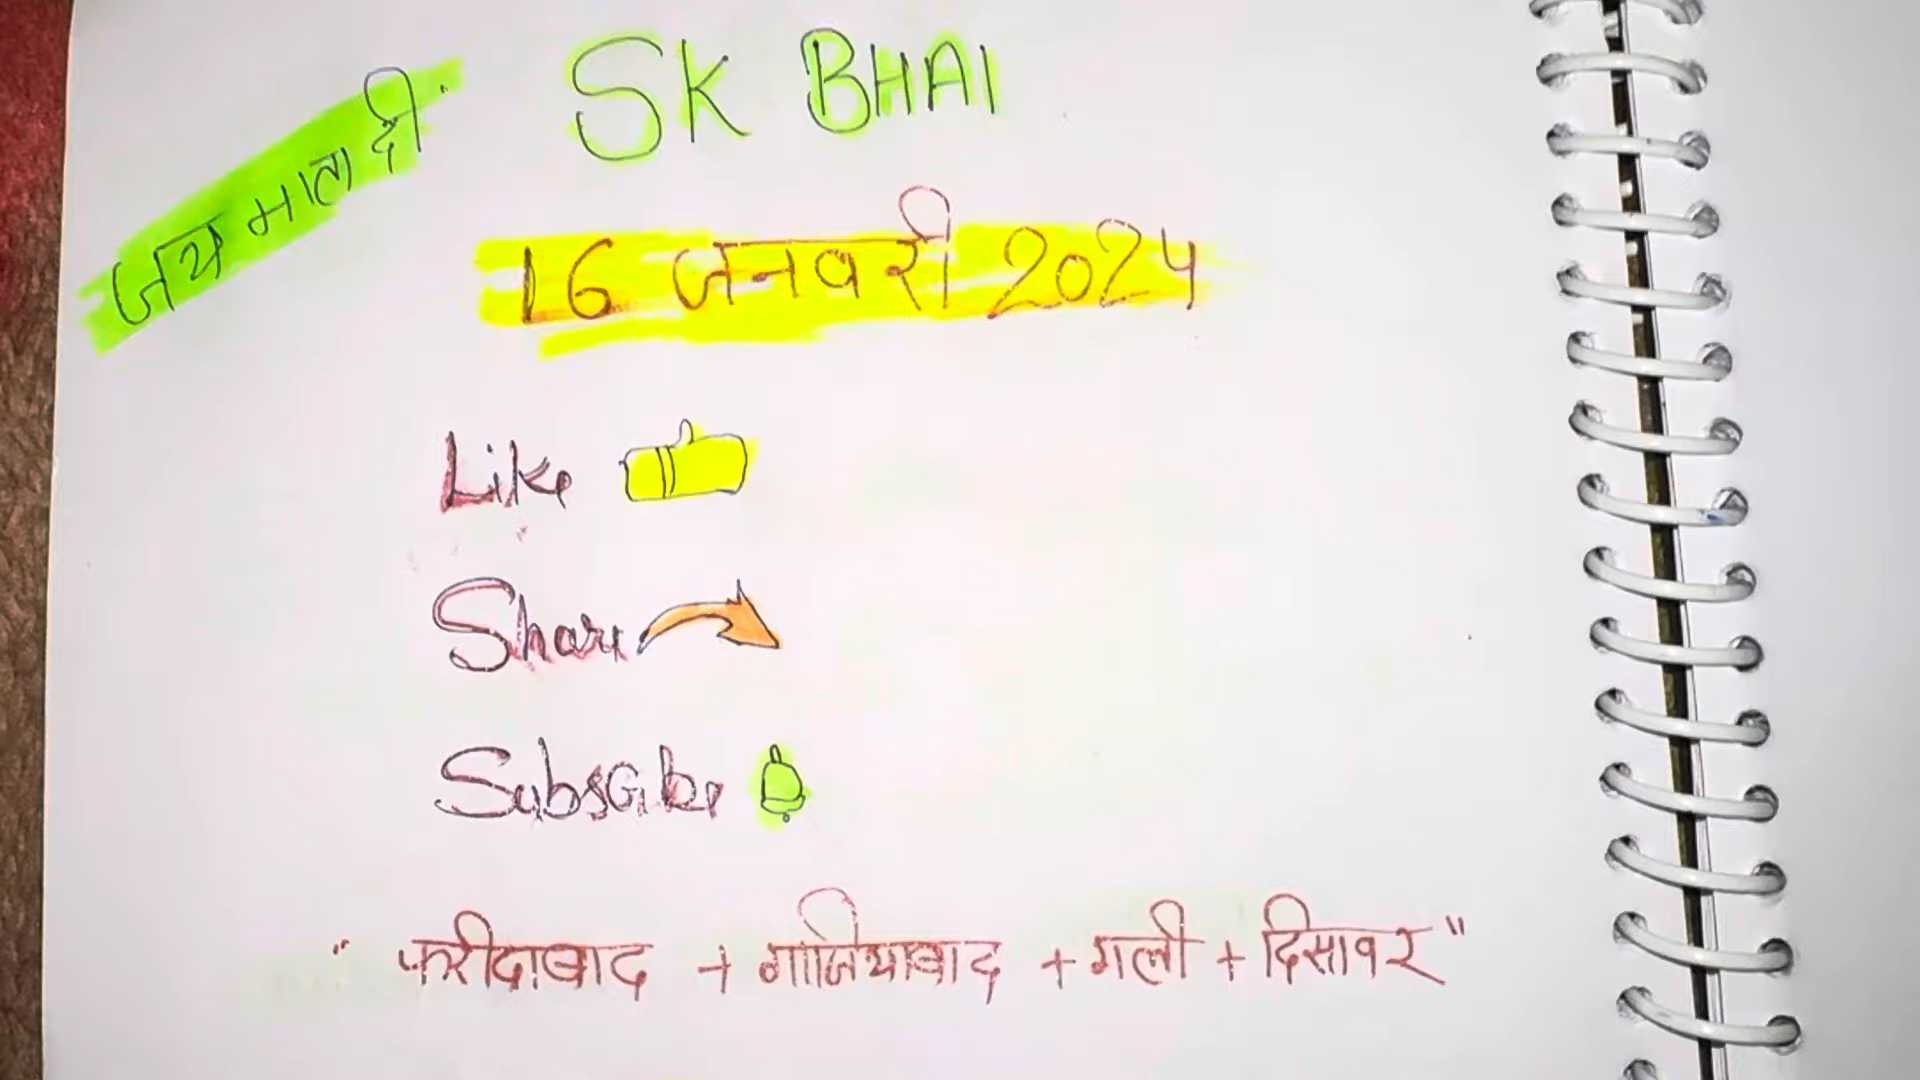 जय माता दी
SK BHAI
16 जनवरी 2024
Like
Share
Subscribe
"फरीदाबाद + गाजियाबाद + गली + दिसावर"